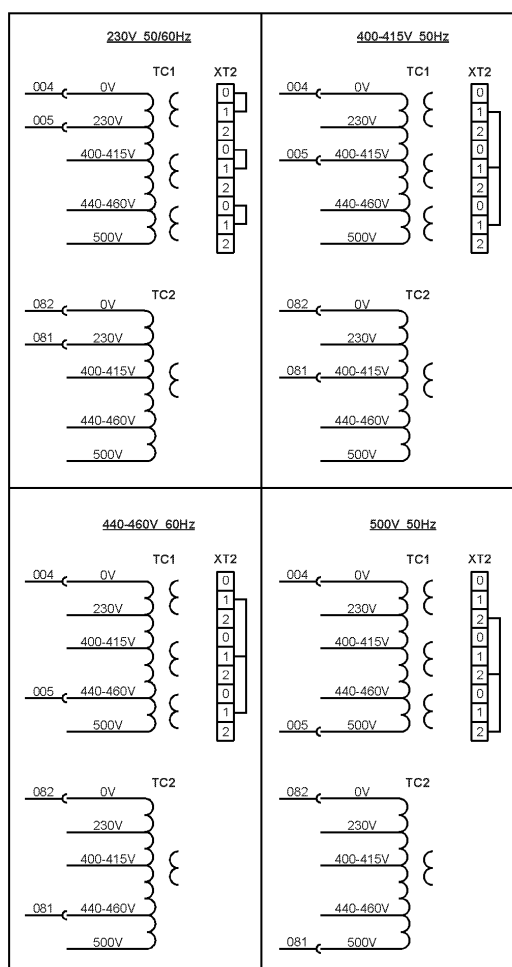 230V 50/60Hz
TC1 XT2
004 0V 0
005 230V 1
2
400-415V 0
1
2
440-460V 0
1
500V 2
TC2
082 0V
081 230V
400-415V
440-460V
500V
400-415V 50Hz
TC1 XT2
004 0V 0
230V 1
2
005 400-415V 0
1
2
440-460V 0
1
500V 2
TC2
082 0V
230V
081 400-415V
440-460V
500V
440-460V 60Hz
TC1 XT2
004 0V 0
1
230V 2
0
400-415V 1
2
005 440-460V 0
1
500V 2
TC2
082 0V
230V
400-415V
081 440-460V
500V
500V 50Hz
TC1 XT2
004 0V 0
1
230V 2
0
400-415V 1
2
440-460V 0
1
005 500V 2
TC2
082 0V
230V
400-415V
440-460V
081 500V